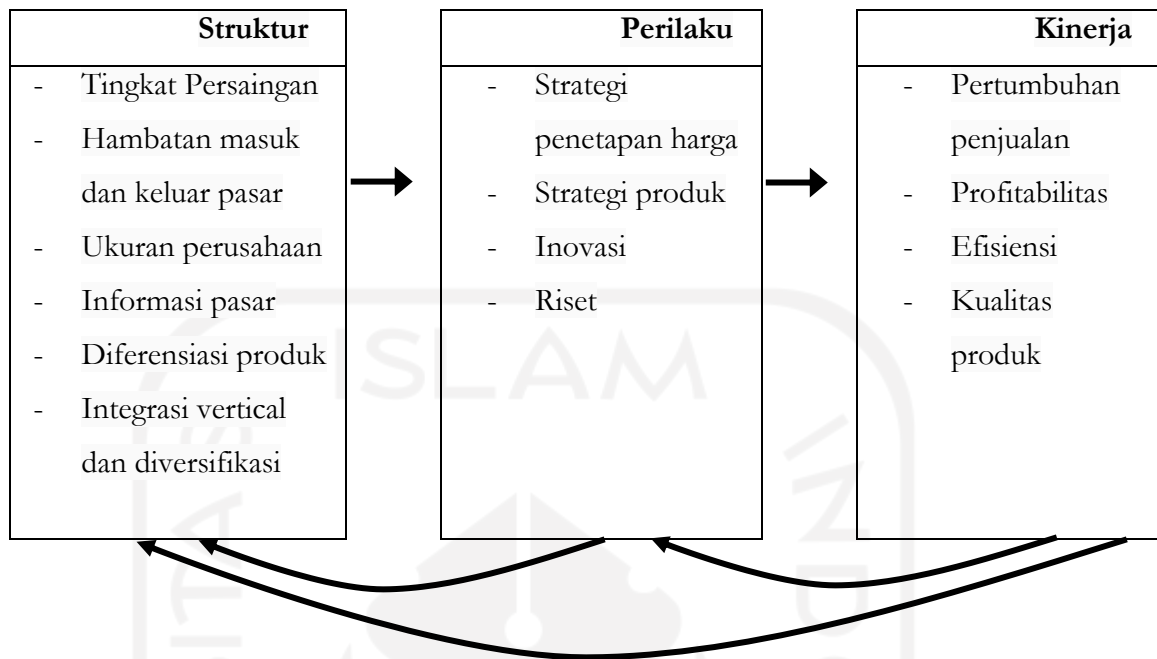 Struktur
- Tingkat Persaingan
- Hambatan masuk
dan keluar pasar
- Ukuran perusahaan
- Informasi pasar
- Diferensiasi produk
- Integrasi vertical
dan diversifikasi
Perilaku
- Strategi
penetapan harga
- Strategi produk
- Inovasi
- Riset
Kinerja
- Pertumbuhan
penjualan
- Profitabilitas
- Efisiensi
- Kualitas
produk
ISLAM